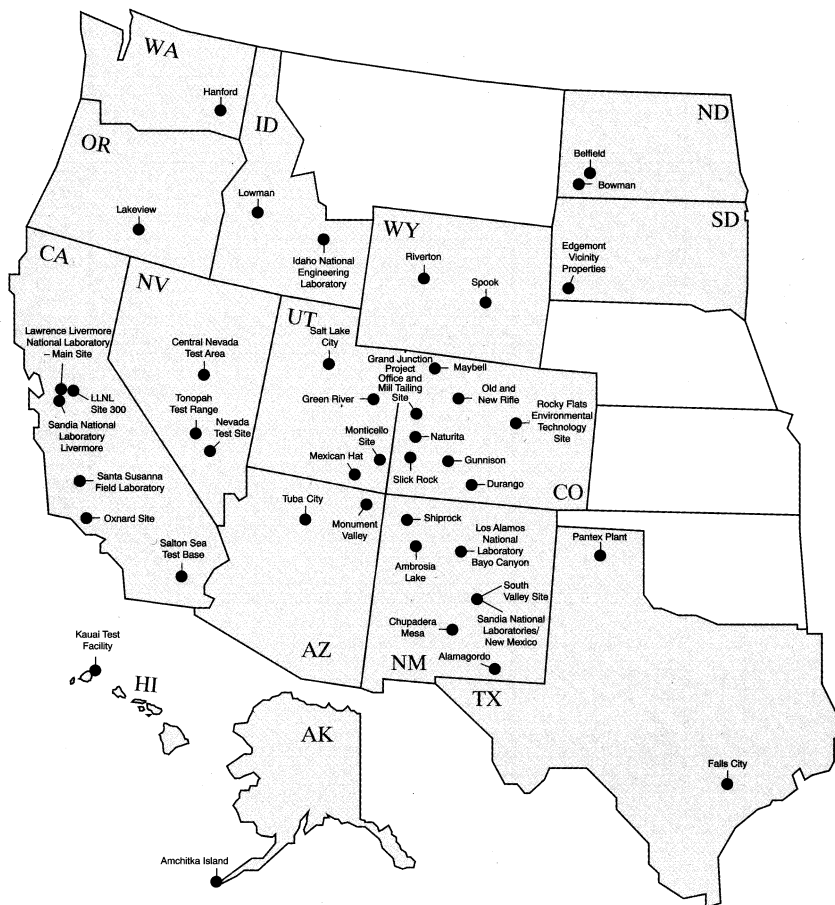 WA
Hanford
ID
OR
Lowman
Lakeview
Idaho National
Engineering
Laboratory
ND
Belfield
Bowman
SD
Edgemont
Vicinity
Properties
WY
Riverton
Spook
CA
NV
UT
Lawrence Livermore
National Laboratory
– Main Site
LLNL
Site 300
Sandia National
Laboratory
Livermore
Santa Susanna
Field Laboratory
Oxnard Site
Salton Sea
Test Base
Central Nevada
Test Area
Tonopah
Test Range
Nevada
Test Site
Salt Lake
City
Green River
Monticello
Site
Mexican Hat
Grand Junction
Project
Office and
Mill Tailing
Site
Maybell
Old and
New Rifle
Rocky Flats
Environmental
Technology
Site
Naturita
Gunnison
Slick Rock
Durango
CO
Tuba City
Monument
Valley
AZ
Shiprock
Los Alamos
National
Laboratory
Bayo Canyon
Ambrosia
Lake
South
Valley Site
Sandia National
Laboratories/
New Mexico
Chupadera
Mesa
Alamagordo
NM
Pantex Plant
TX
Falls City
Kauai Test
Facility
HI
AK
Amchitka Island